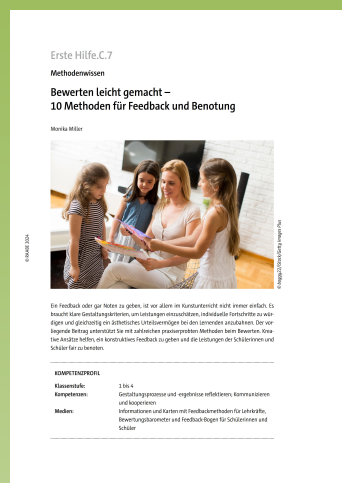 Erste Hilfe.C.7
Methodenwissen
Bewerten leicht gemacht –
10 Methoden für Feedback und Benotung
Monika Miller
© RAABE 2024
© bogpy22/iStock/Getty Images Plus
Ein Feedback oder gar Noten zu geben, ist vor allem im Kunstunterricht nicht immer einfach. Es
braucht klare Gestaltungskriterien, um Leistungen einzuschätzen, individuelle Fortschritte zu wür-
digen und gleichzeitig ein ästhetisches Urteilsvermögen bei den Lernenden anzubahnen. Der vor-
liegende Beitrag unterstützt Sie mit zahlreichen praxiserprobten Methoden beim Bewerten. Krea-
tive Ansätze helfen, ein konstruktives Feedback zu geben und die Leistungen der Schülerinnen und
Schüler fair zu benoten.
KOMPETENZPROFIL
Klassenstufe: 1 bis 4
Kompetenzen: Gestaltungsprozesse und -ergebnisse reflektieren; Kommunizieren
und kooperieren
Medien: Informationen und Karten mit Feedbackmethoden für Lehrkräfte,
Bewertungsbarometer und Feedback-Bogen für Schülerinnen und
Schüler